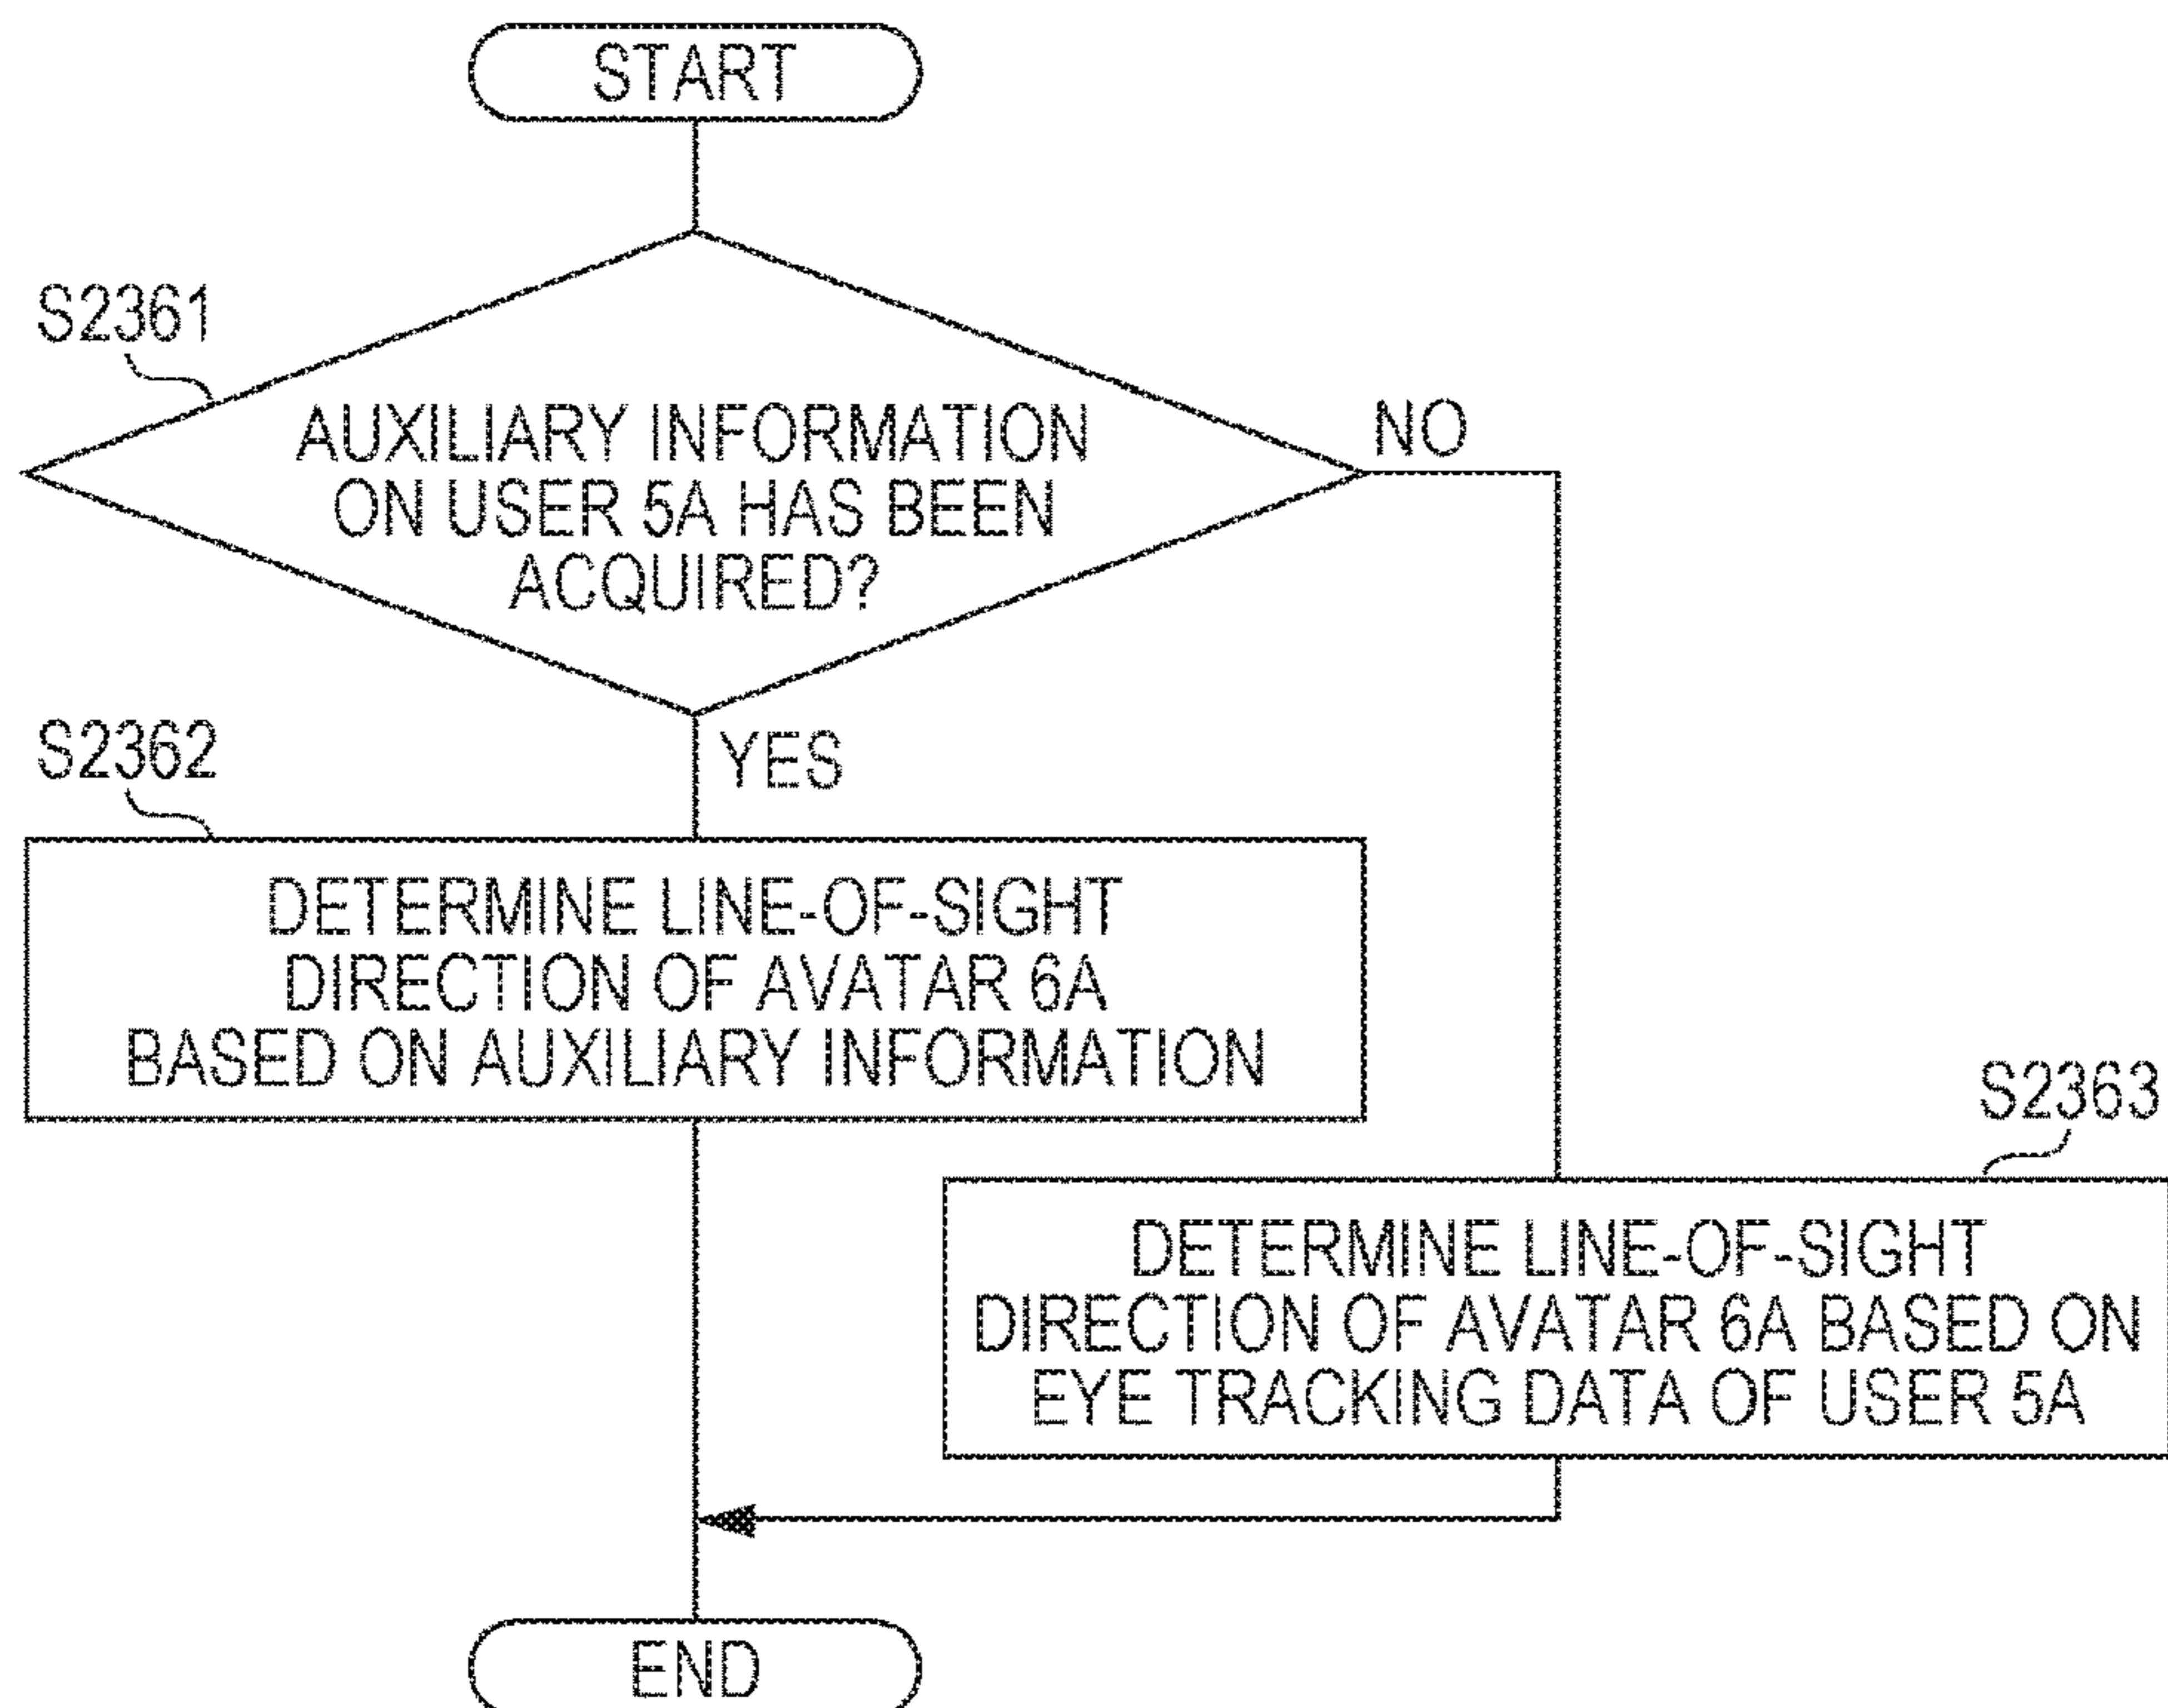 START
S2361
AUXILIARY INFORMATION
ON USER 5A HAS BEEN
ACQUIRED?
NO
S2362
YES
DETERMINE LINE-OF-SIGHT
DIRECTION OF AVATAR 6A
BASED ON AUXILIARY INFORMATION
S2363
DETERMINE LINE-OF-SIGHT
DIRECTION OF AVATAR 6A BASED ON
EYE TRACKING DATA OF USER 5A
END